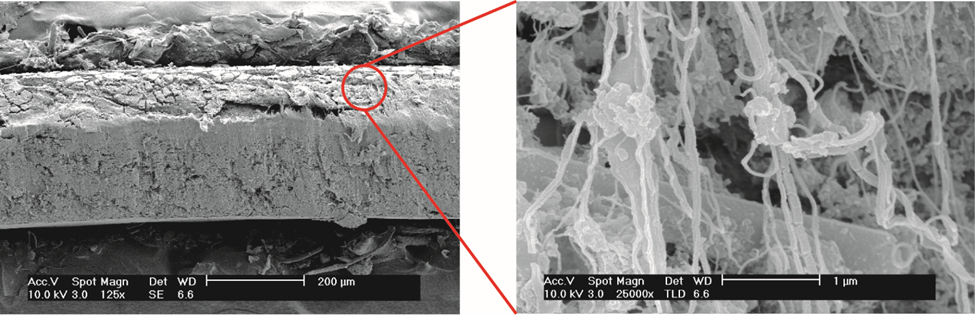 Acc.V Spot Magn Det WD 200 µm
10.0 kV 3.0 125x SE 6.6
Acc.V Spot Magn Det WD 1 µm
10.0 kV 3.0 25000x TLD 6.6